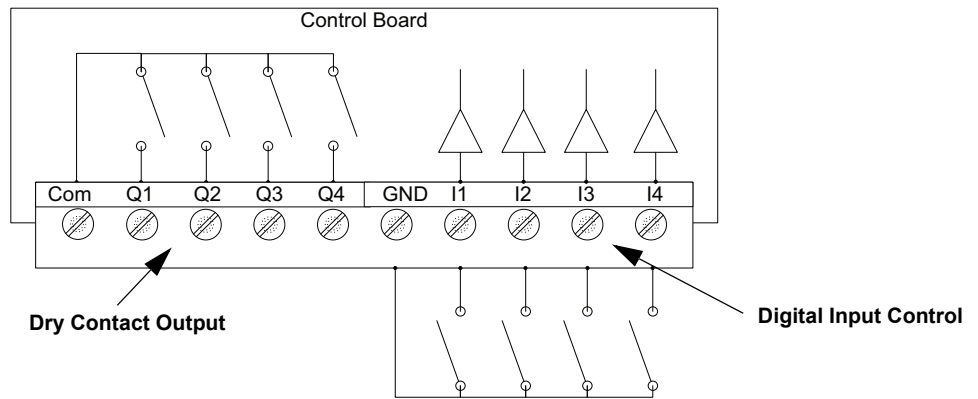 Control Board
Com Q1 Q2 Q3 Q4 GND I1 I2 I3 I4
Dry Contact Output
Digital Input Control